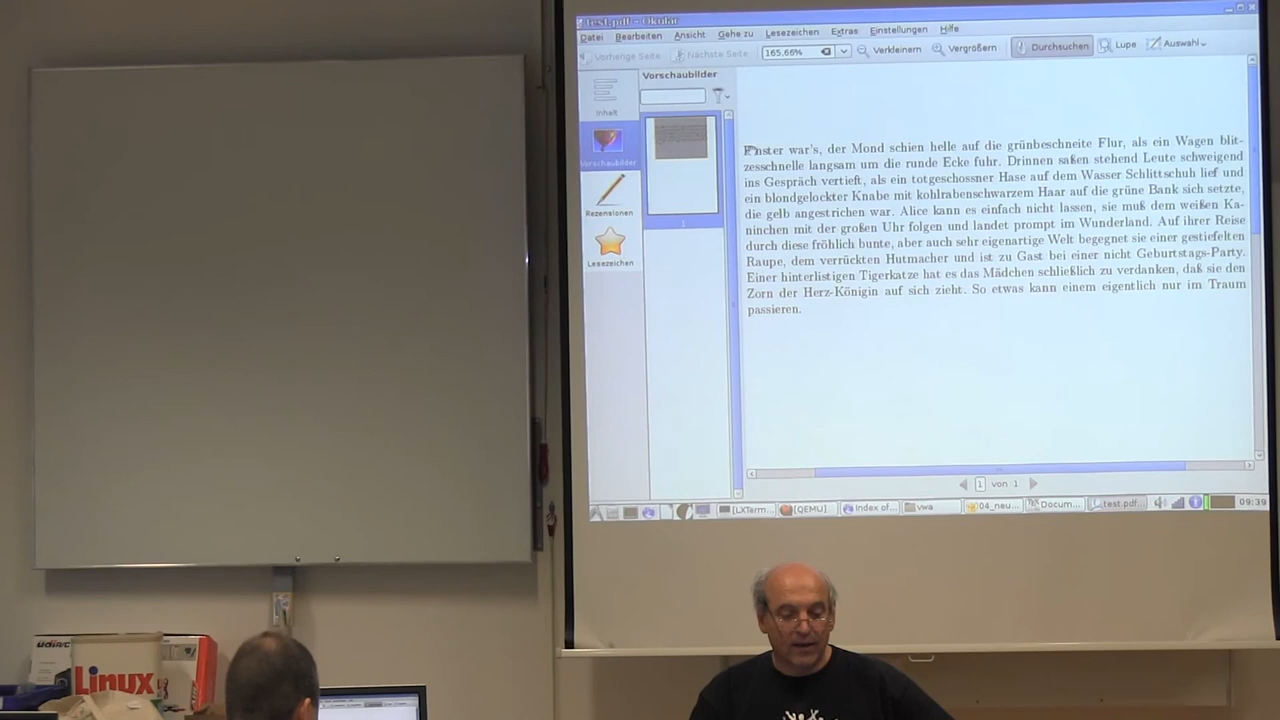 test.pdf - Okular
Datei Bearbeiten Ansicht Gehe zu Lesezeichen Extras Einstellungen Hilfe
Vorherige Seite Nächste Seite 165,66% Verkleinern Vergrößern Durchsuchen Lupe Auswahl
Inhalt
Vorschaubilder
Rezensionen
Lesezeichen
Vorschaubilder
1
war's, der Mond schien helle auf die grünbeschneite Flur, als ein Wagen blit-
zesschnelle langsam um die runde Ecke fuhr. Drinnen saßen stehend Leute schweigend
ins Gespräch vertieft, als ein totgeschossner Hase auf dem Wasser Schlittschuh lief und
ein blondgelockter Knabe mit kohlrabenschwarzem Haar auf die grüne Bank sich setzte,
die gelb angestrichen war. Alice kann es einfach nicht lassen, sie muß dem weißen Ka-
ninchen mit der großen Uhr folgen und landet prompt im Wunderland. Auf ihrer Reise
durch diese fröhlich bunte, aber auch sehr eigenartige Welt begegnet sie einer gestiefelten
Raupe, dem verrückten Hutmacher und ist zu Gast bei einer nicht Geburtstags-Party.
Einer hinterlistigen Tigerkatze hat es das Mädchen schließlich zu verdanken, daß sie den
Zorn der Herz-Königin auf sich zieht. So etwas kann einem eigentlich nur im Traum
passieren.
1 von 1
[LXTerm... [QEMU] Index of... vwa 04_neu... Docum... test.pdf... 09:39
Linux